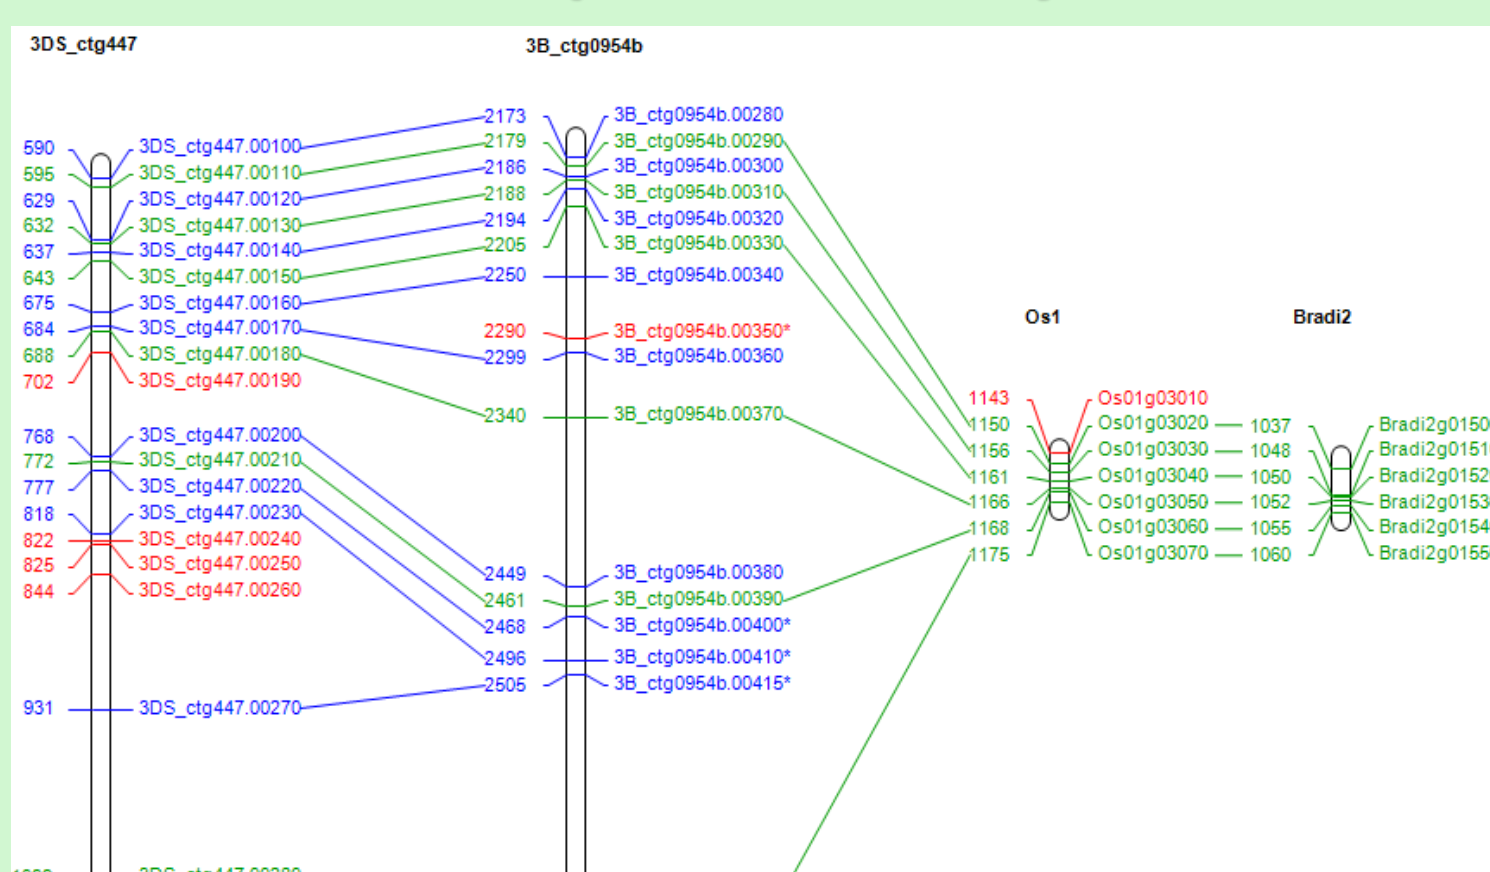 3DS_ctg447
3B_ctg0954b
590 3DS_ctg447.00100
595 3DS_ctg447.00110
629 3DS_ctg447.00120
632 3DS_ctg447.00130
637 3DS_ctg447.00140
643 3DS_ctg447.00150
675 3DS_ctg447.00160
684 3DS_ctg447.00170
688 3DS_ctg447.00180
702 3DS_ctg447.00190
768 3DS_ctg447.00200
772 3DS_ctg447.00210
777 3DS_ctg447.00220
818 3DS_ctg447.00230
822 3DS_ctg447.00240
825 3DS_ctg447.00250
844 3DS_ctg447.00260
931 3DS_ctg447.00270
2173 3B_ctg0954b.00280
2179 3B_ctg0954b.00290
2186 3B_ctg0954b.00300
2188 3B_ctg0954b.00310
2194 3B_ctg0954b.00320
2205 3B_ctg0954b.00330
2250 3B_ctg0954b.00340
2290 3B_ctg0954b.00350*
2299 3B_ctg0954b.00360
2340 3B_ctg0954b.00370
2449 3B_ctg0954b.00380
2461 3B_ctg0954b.00390
2468 3B_ctg0954b.00400*
2496 3B_ctg0954b.00410*
2505 3B_ctg0954b.00415*
Os1
Bradi2
1143 Os01g03010
1150 Os01g03020 1037 Bradi2g0150
1156 Os01g03030 1048 Bradi2g0151
1161 Os01g03040 1050 Bradi2g0152
1166 Os01g03050 1052 Bradi2g0153
1168 Os01g03060 1055 Bradi2g0154
1175 Os01g03070 1060 Bradi2g0155